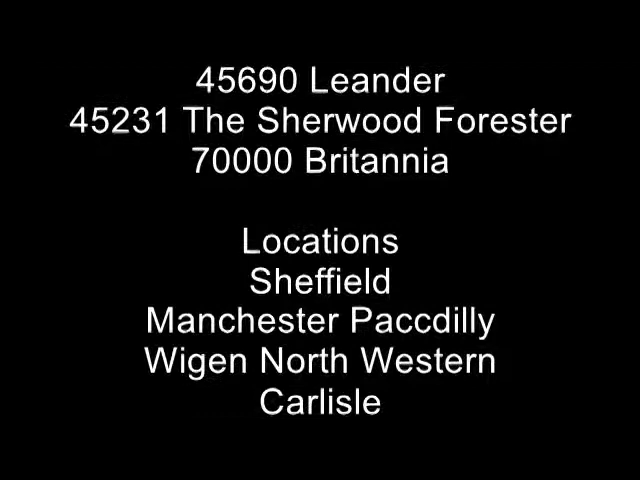 45690 Leander
45231 The Sherwood Forester
70000 Britannia
Locations
Sheffield
Manchester Paccdilly
Wigen North Western
Carlisle